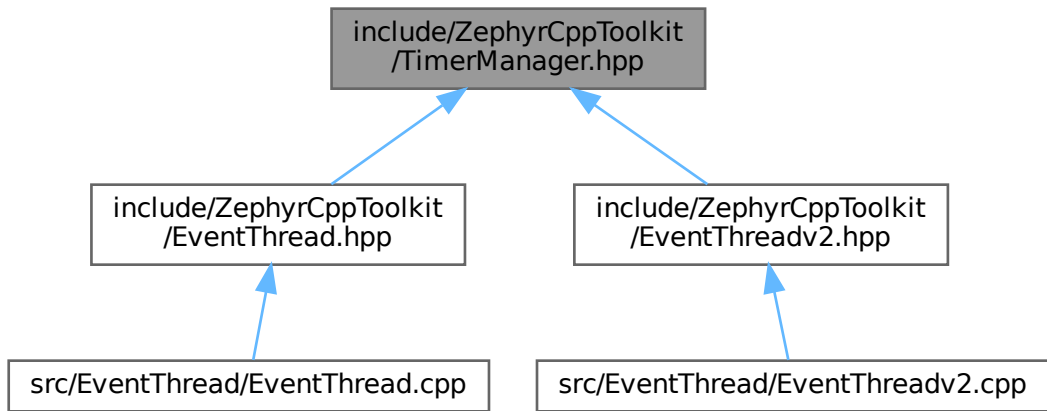 include/ZephyrCppToolkit
/TimerManager.hpp
include/ZephyrCppToolkit
/EventThread.hpp
include/ZephyrCppToolkit
/EventThreadv2.hpp
src/EventThread/EventThread.cpp
src/EventThread/EventThreadv2.cpp